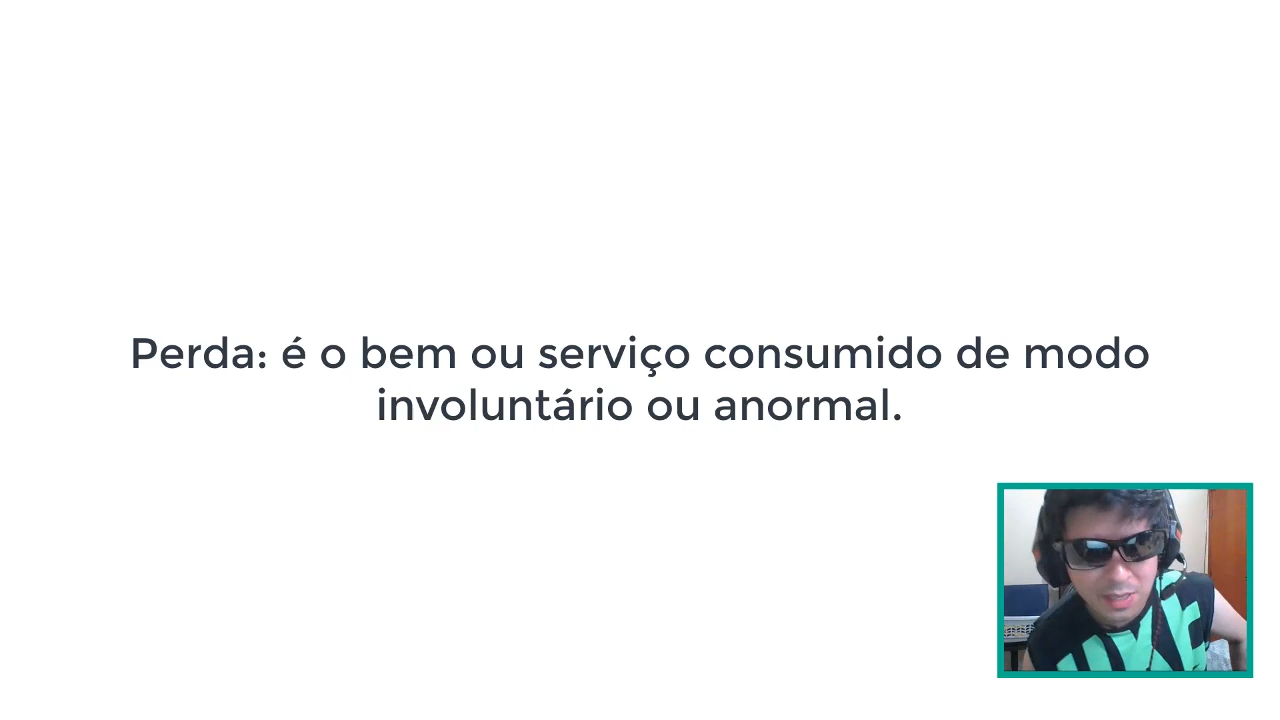 Perda: é o bem ou serviço consumido de modo
involuntário ou anormal.